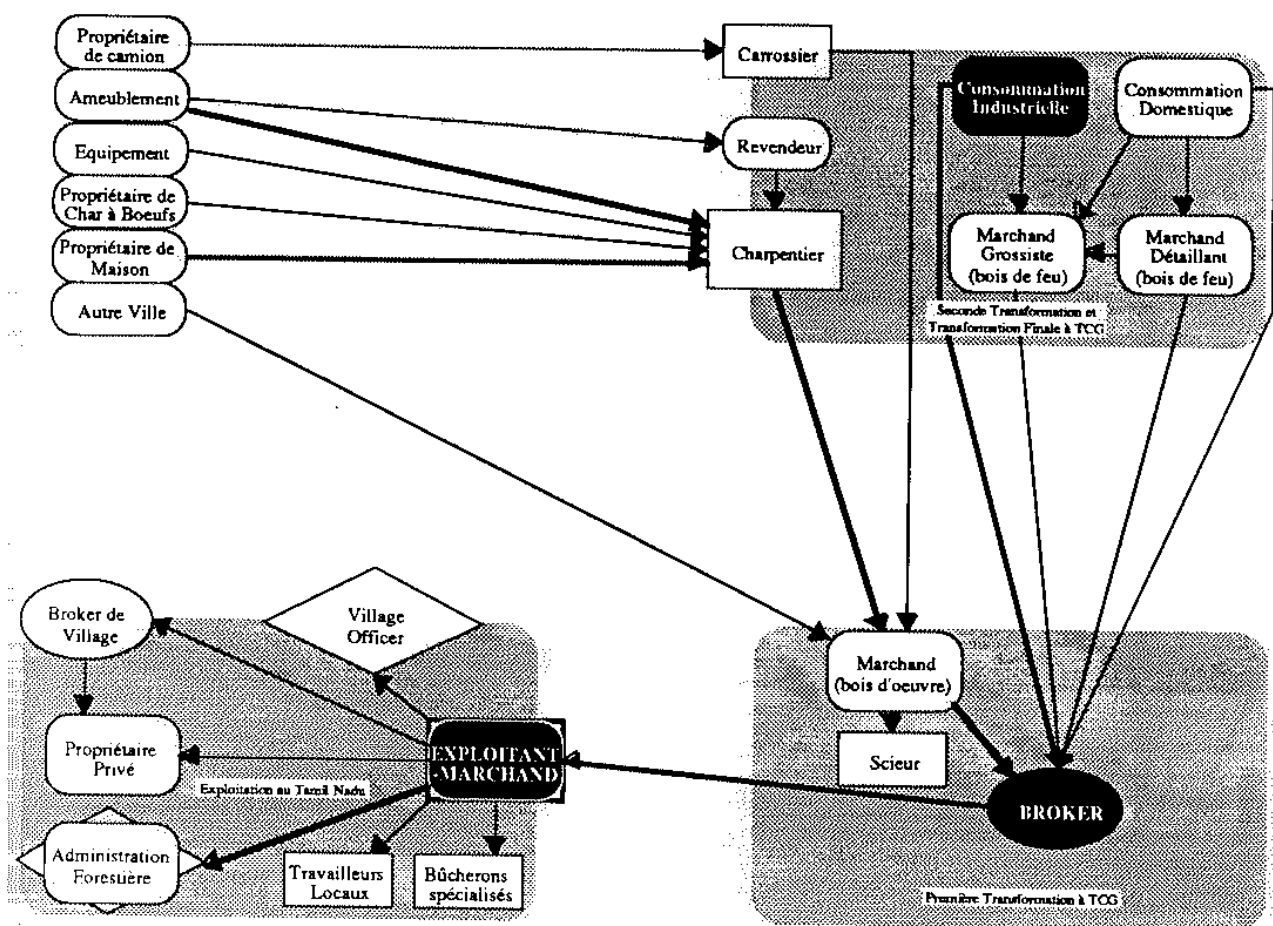 Propriétaire
de camion
Ameublement
Equipement
Propriétaire de
Char à Boeufs
Propriétaire de
Maison
Autre Ville
Carrossier
Revendeur
Charpentier
Consommation
Industrielle
Consommation
Domestique
Marchand
Grossiste
(bois de feu)
Marchand
Détaillant
(bois de feu)
Seconde Transformation et
Transformation Finale à TCG
Broker de
Village
Village
Officer
Propriétaire
Privé
EXPLOITANT
-MARCHAND
Exploitation au Tamil Nadu
Administration
Forestière
Travailleurs
Locaux
Bûcherons
spécialisés
Marchand
(bois d'oeuvre)
Scieur
BROKER
Première Transformation à TCG